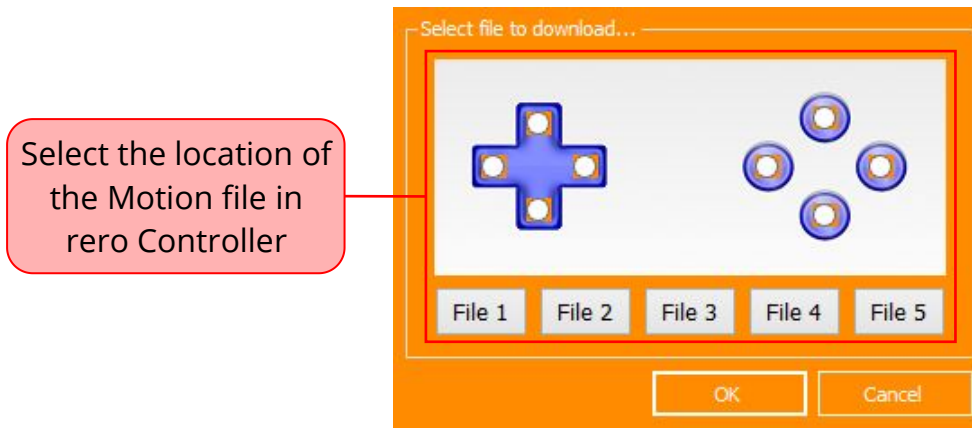 Select file to download...
Select the location of
the Motion file in
rero Controller
File 1 File 2 File 3 File 4 File 5
OK Cancel